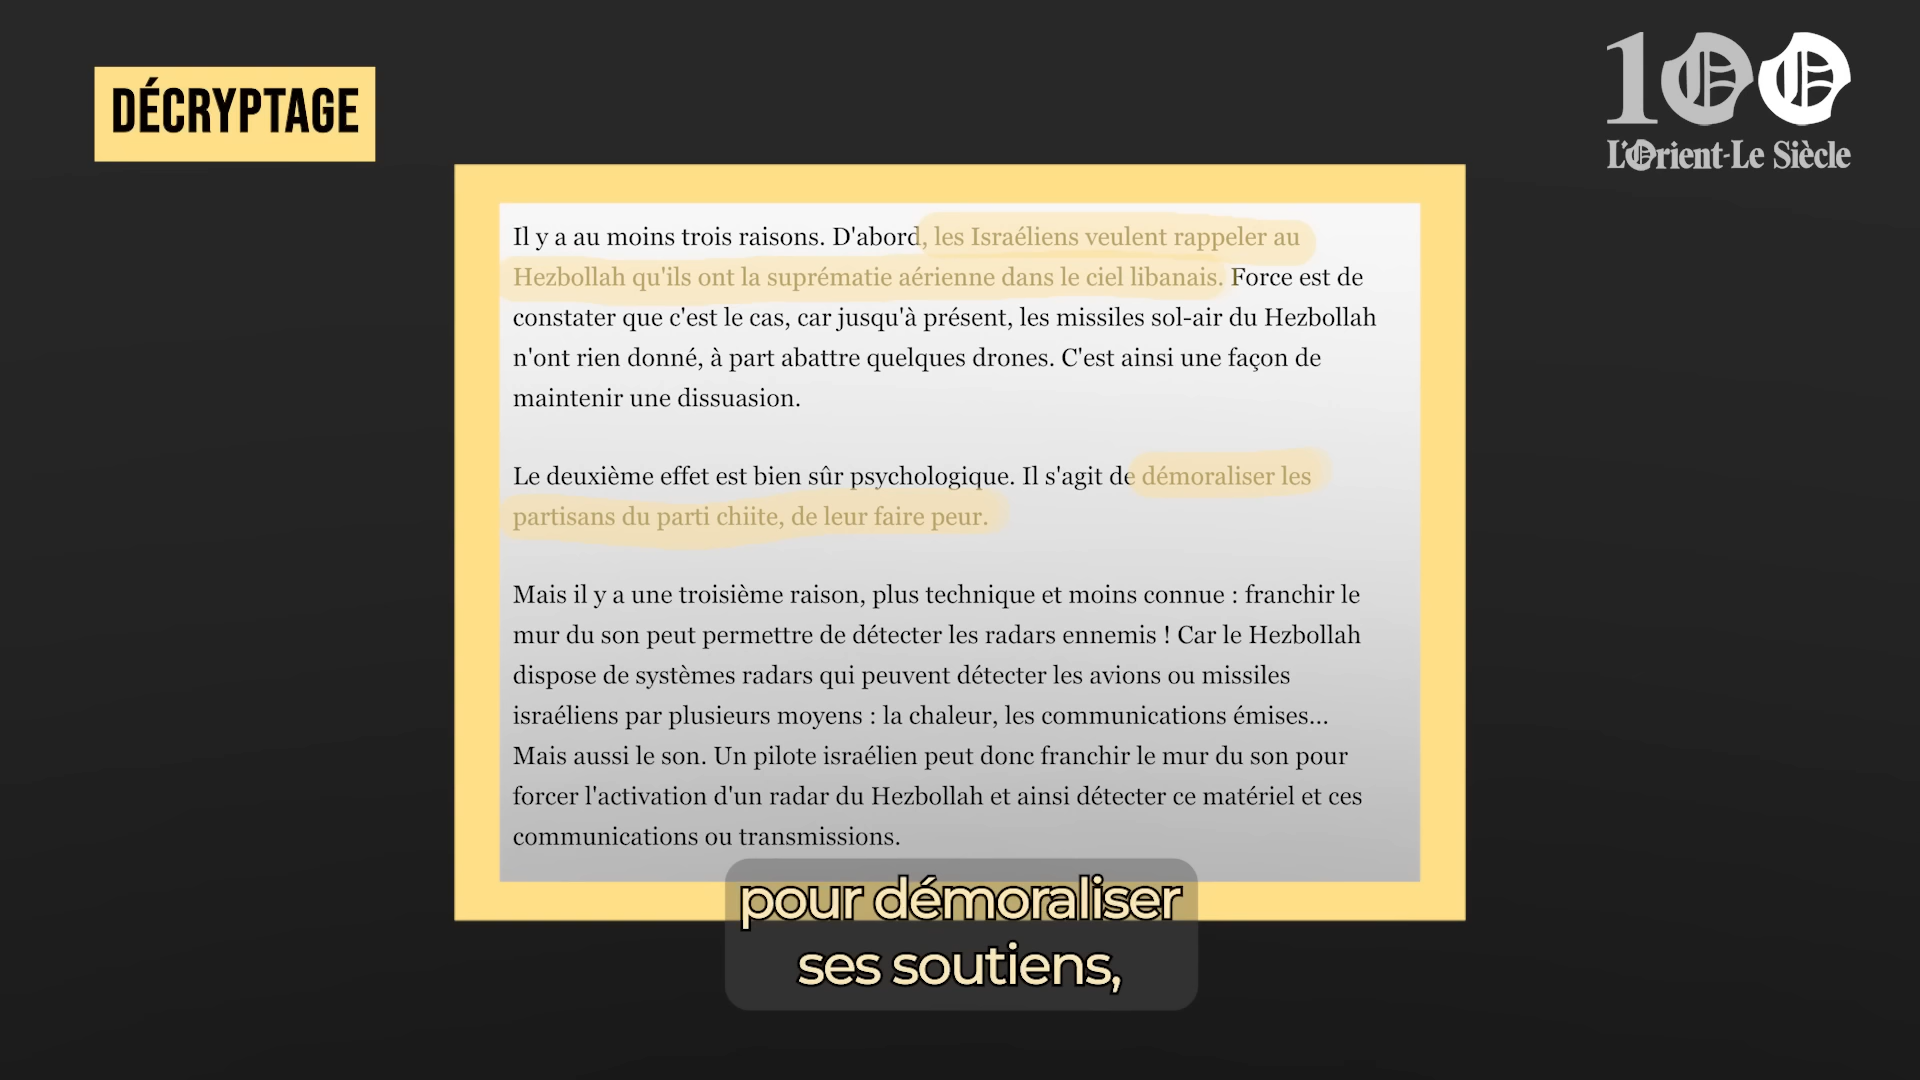 DÉCRYPTAGE
100
L'Orient-Le Siècle
Il y a au moins trois raisons. D'abord, les Israéliens veulent rappeler au
Hezbollah qu'ils ont la suprématie aérienne dans le ciel libanais. Force est de
constater que c'est le cas, car jusqu'à présent, les missiles sol-air du Hezbollah
n'ont rien donné, à part abattre quelques drones. C'est ainsi une façon de
maintenir une dissuasion.
Le deuxième effet est bien sûr psychologique. Il s'agit de démoraliser les
partisans du parti chiite, de leur faire peur.
Mais il y a une troisième raison, plus technique et moins connue : franchir le
mur du son peut permettre de détecter les radars ennemis ! Car le Hezbollah
dispose de systèmes radars qui peuvent détecter les avions ou missiles
israéliens par plusieurs moyens : la chaleur, les communications émises...
Mais aussi le son. Un pilote israélien peut donc franchir le mur du son pour
forcer l'activation d'un radar du Hezbollah et ainsi détecter ce matériel et ces
communications ou transmissions.
pour démoraliser
ses soutiens,